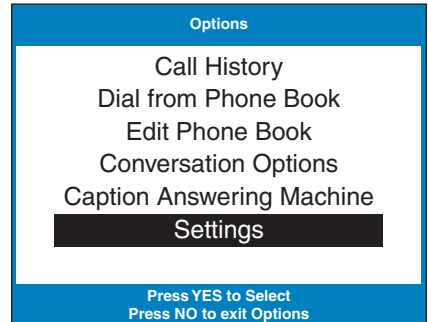 Options
Call History
Dial from Phone Book
Edit Phone Book
Conversation Options
Caption Answering Machine
Settings
Press YES to Select
Press NO to exit Options